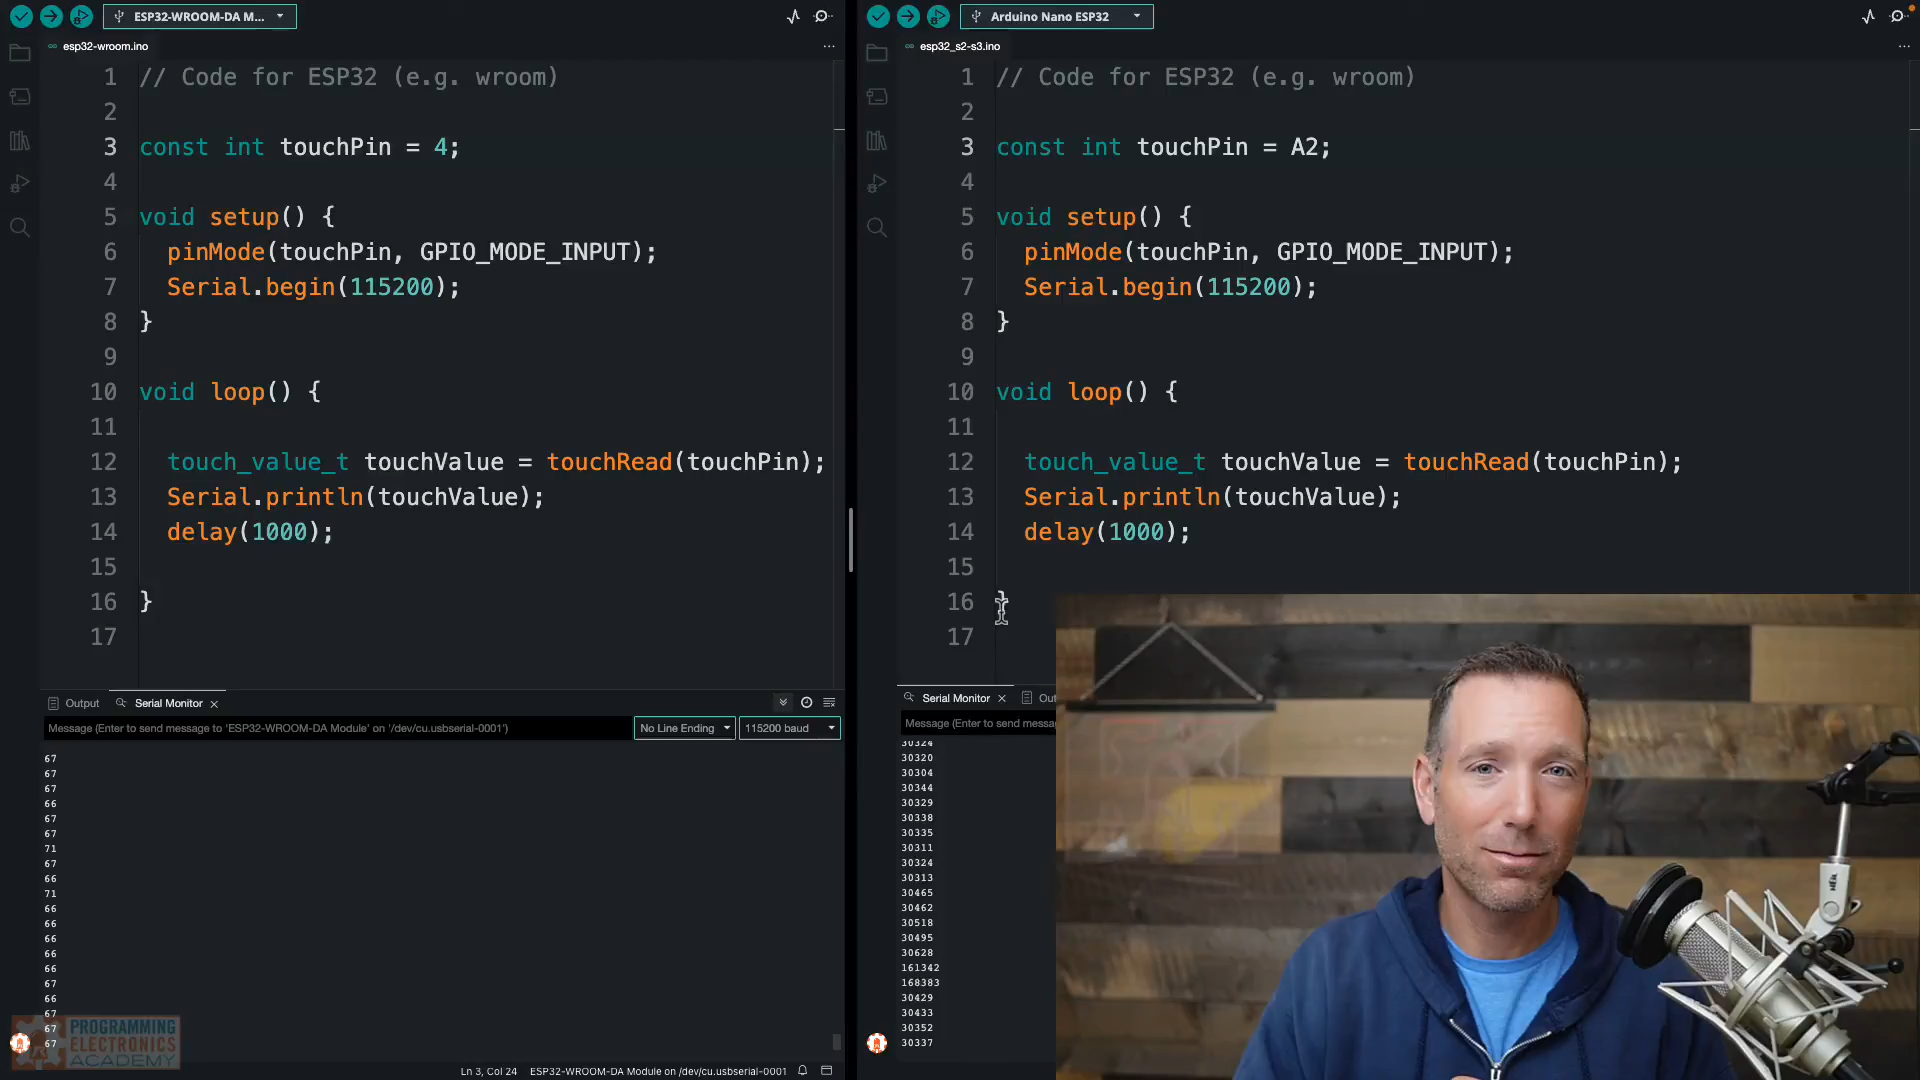 ESP32-WROOM-DA M...
esp32-wroom.ino
1 // Code for ESP32 (e.g. wroom)
2
3 const int touchPin = 4;
4
5 void setup() {
6 pinMode(touchPin, GPIO_MODE_INPUT);
7 Serial.begin(115200);
8 }
9
10 void loop() {
11
12 touch_value_t touchValue = touchRead(touchPin);
13 Serial.println(touchValue);
14 delay(1000);
15
16 }
17
Output Serial Monitor
Message (Enter to send message to 'ESP32-WROOM-DA Module' on '/dev/cu.usbserial-0001') No Line Ending 115200 baud
67
67
67
66
67
67
71
67
66
71
66
66
66
66
66
67
66
67
67
67
PROGRAMMING
ELECTRONICS
ACADEMY
Ln 3, Col 24 ESP32-WROOM-DA Module on /dev/cu.usbserial-0001
Arduino Nano ESP32
esp32_s2-s3.ino
1 // Code for ESP32 (e.g. wroom)
2
3 const int touchPin = A2;
4
5 void setup() {
6 pinMode(touchPin, GPIO_MODE_INPUT);
7 Serial.begin(115200);
8 }
9
10 void loop() {
11
12 touch_value_t touchValue = touchRead(touchPin);
13 Serial.println(touchValue);
14 delay(1000);
15
16 }
17
Serial Monitor Ou
Message (Enter to send messa
30324
30320
30304
30344
30329
30338
30335
30311
30324
30313
30465
30462
30518
30495
30628
161342
168383
30429
30433
30352
30337